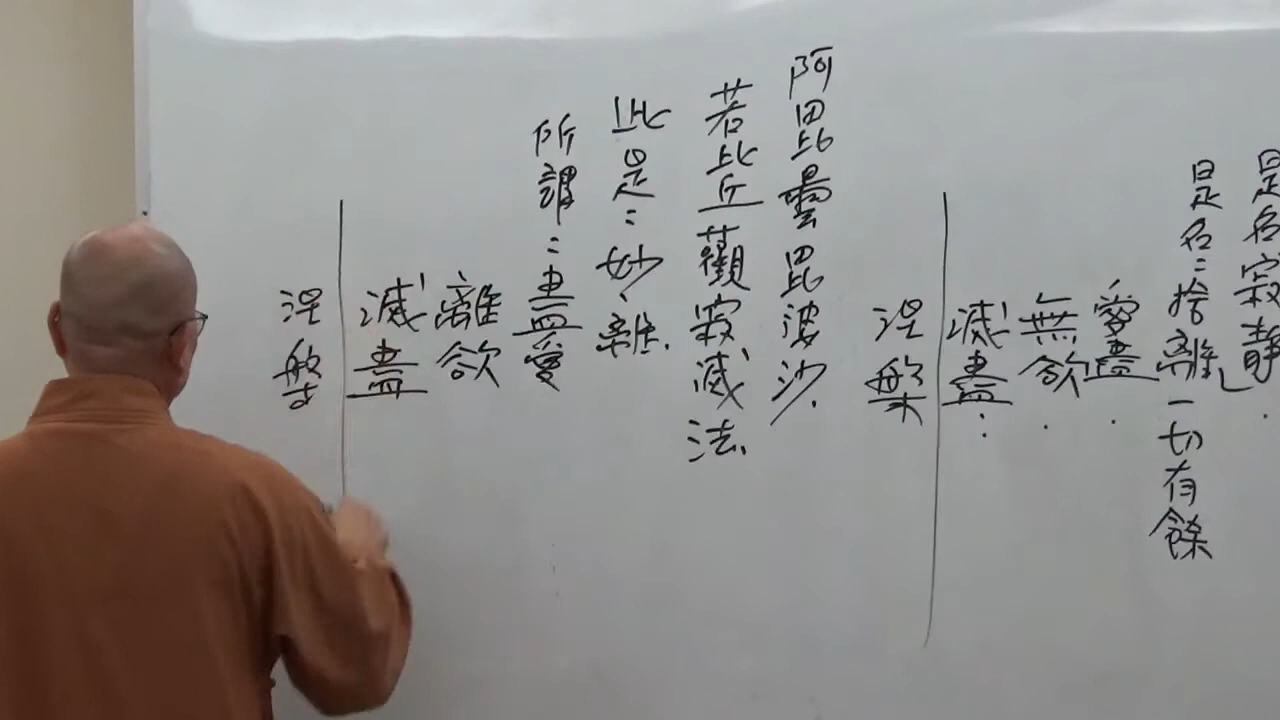 是名寂靜.
是名:捨離一切有餘
愛盡.
無欲.
滅盡:
涅槃
阿毘曇毘婆沙.
若比丘觀寂滅法.
此是:妙離.
所謂:盡愛
離欲
滅盡
涅槃